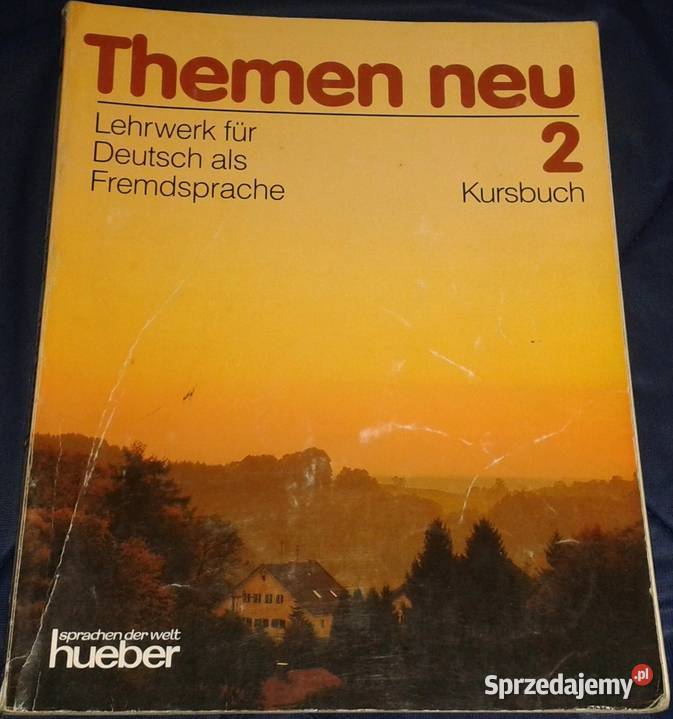 Themen neu
Lehrwerk für
Deutsch als
Fremdsprache
2
Kursbuch
sprachen der welt
hueber
Sprzedajemy.pl